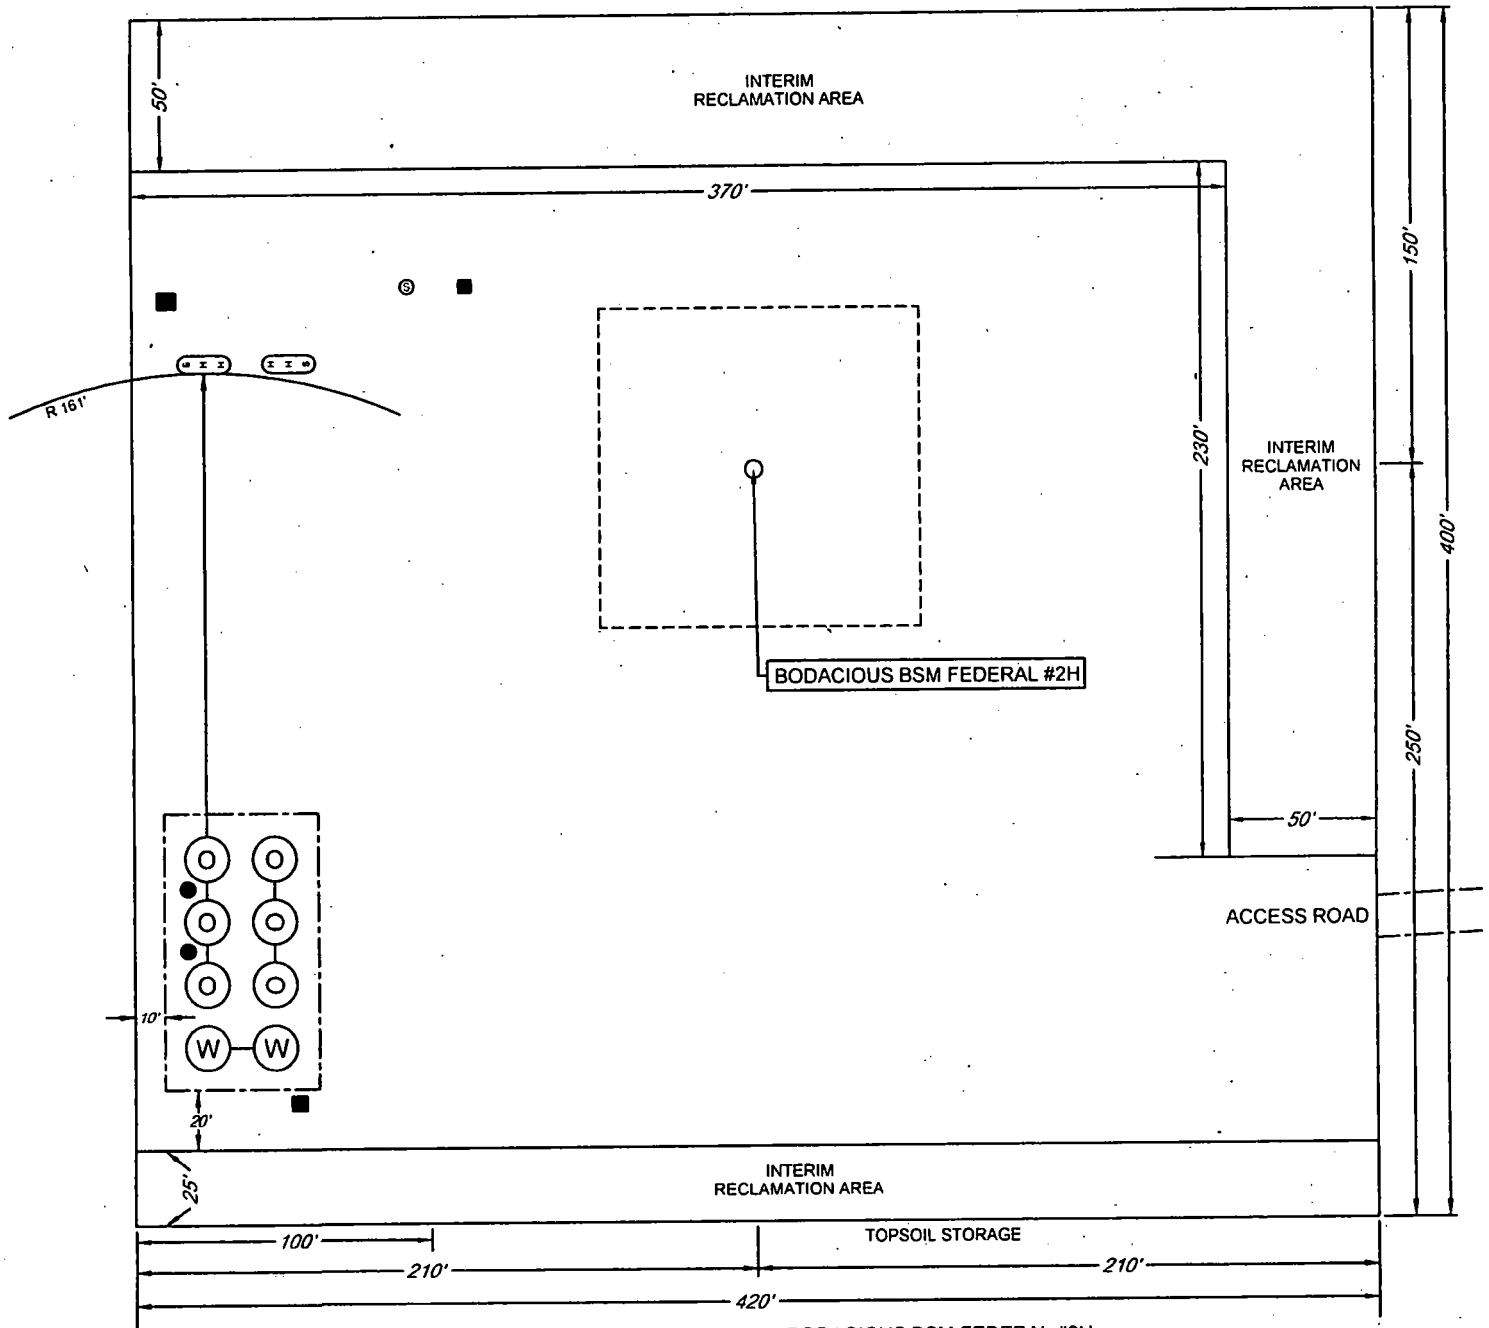 INTERIM
RECLAMATION AREA
50'
370'
150'
S
E H H
H H S
R 161'
230'
INTERIM
RECLAMATION
AREA
400'
BODACIOUS BSM FEDERAL #2H
250'
50'
O O
O O
ACCESS ROAD
O O
10'
W W
20'
25'
INTERIM
RECLAMATION AREA
TOPSOIL STORAGE
100'
210'
210'
420'